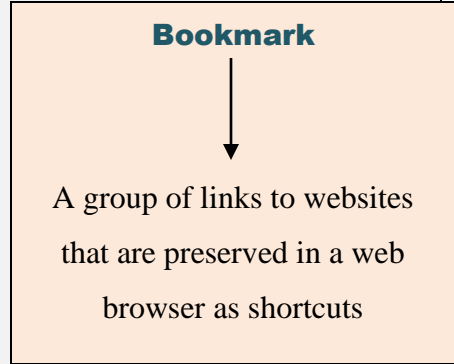 Bookmark
A group of links to websites
that are preserved in a web
browser as shortcuts